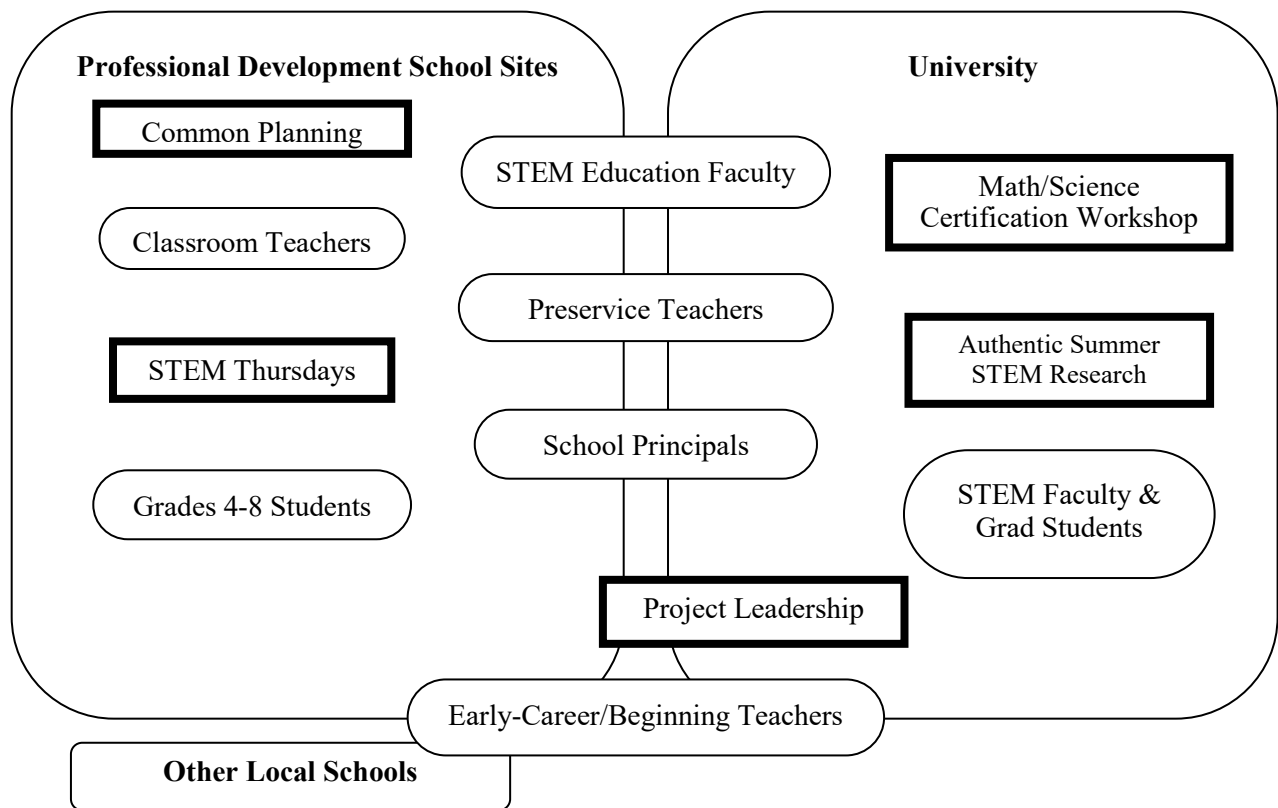 Professional Development School Sites
University
Common Planning
STEM Education Faculty
Math/Science
Certification Workshop
Classroom Teachers
Preservice Teachers
Authentic Summer
STEM Research
STEM Thursdays
School Principals
Grades 4-8 Students
STEM Faculty &
Grad Students
Project Leadership
Early-Career/Beginning Teachers
Other Local Schools